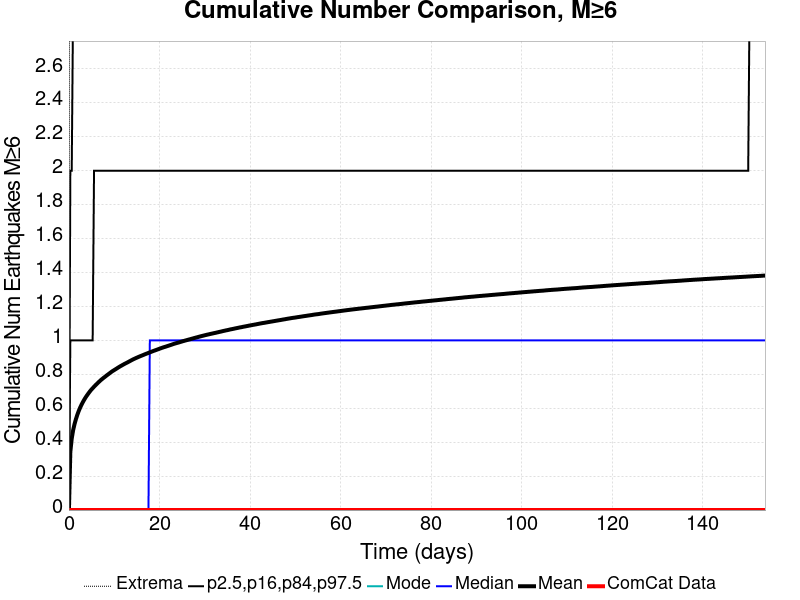 Cumulative Number Comparison, M≥6
Cumulative Num Earthquakes M≥6
2.6
2.4
2.2
2
1.8
1.6
1.4
1.2
1
0.8
0.6
0.4
0.2
0
0 20 40 60 80 100 120 140
Time (days)
Extrema p2.5,p16,p84,p97.5 Mode Median Mean ComCat Data